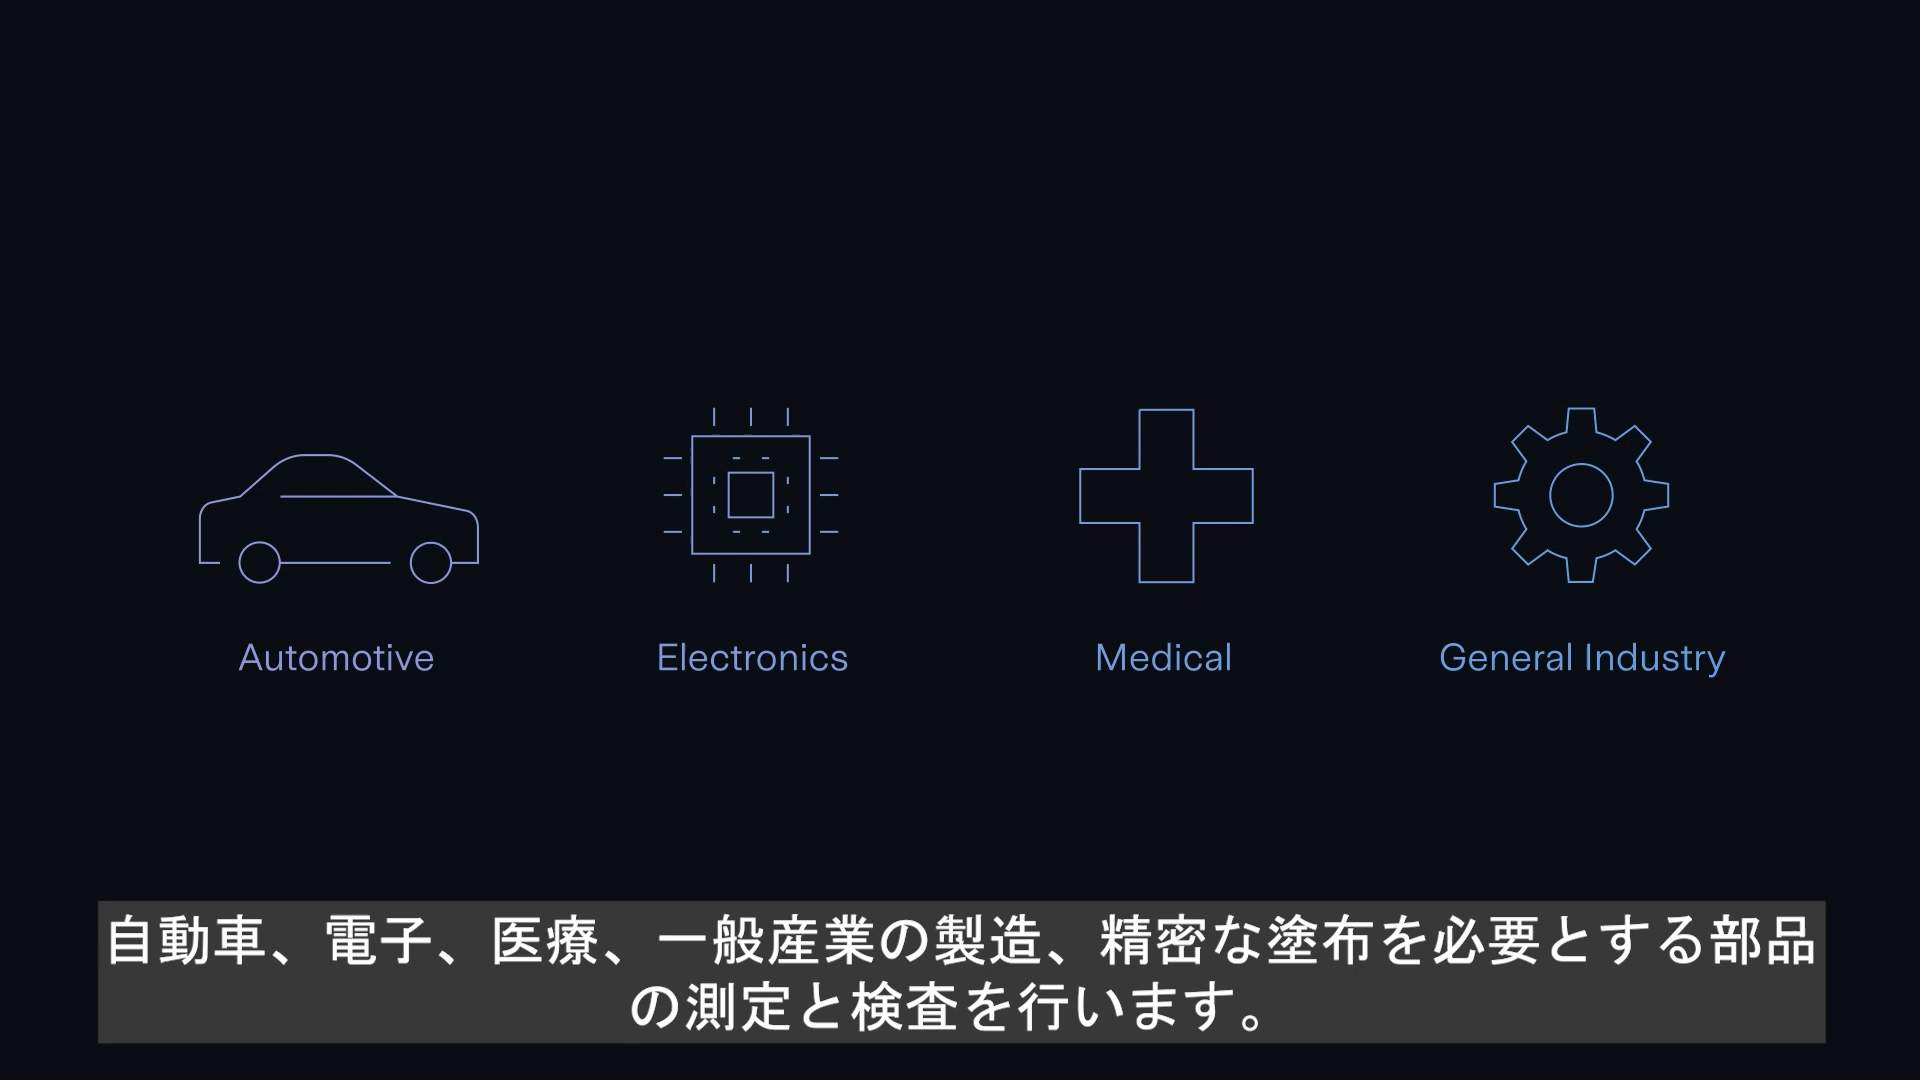 Automotive
Electronics
Medical
General Industry
自動車、電子、医療、一般産業の製造、精密な塗布を必要とする部品
の測定と検査を行います。